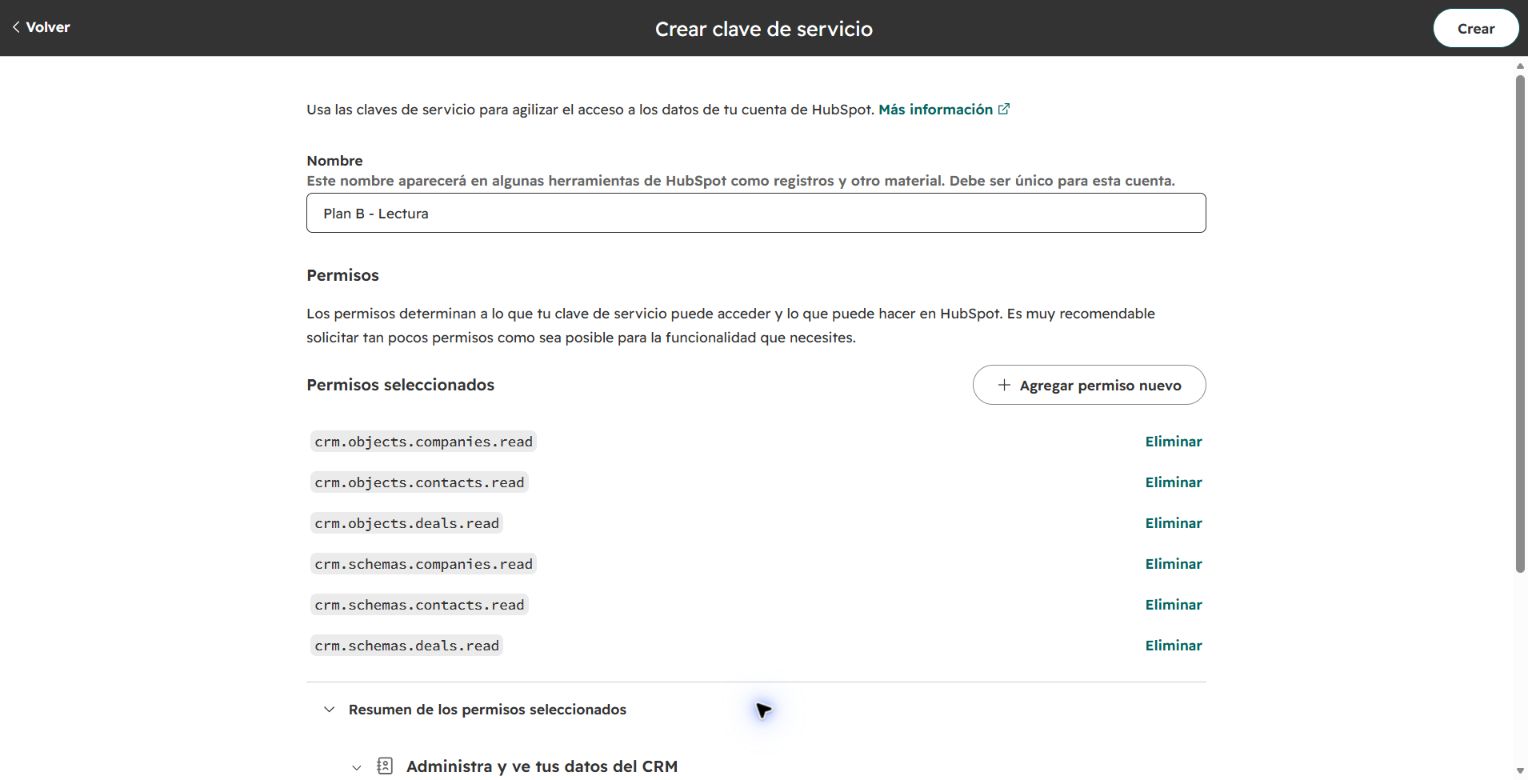 Volver
Crear clave de servicio
Crear
Usa las claves de servicio para agilizar el acceso a los datos de tu cuenta de HubSpot. Más información
Nombre
Este nombre aparecerá en algunas herramientas de HubSpot como registros y otro material. Debe ser único para esta cuenta.
Plan B - Lectura
Permisos
Los permisos determinan a lo que tu clave de servicio puede acceder y lo que puede hacer en HubSpot. Es muy recomendable
solicitar tan pocos permisos como sea posible para la funcionalidad que necesites.
Permisos seleccionados
Agregar permiso nuevo
crm.objects.companies.read Eliminar
crm.objects.contacts.read Eliminar
crm.objects.deals.read Eliminar
crm.schemas.companies.read Eliminar
crm.schemas.contacts.read Eliminar
crm.schemas.deals.read Eliminar
Resumen de los permisos seleccionados
Administra y ve tus datos del CRM